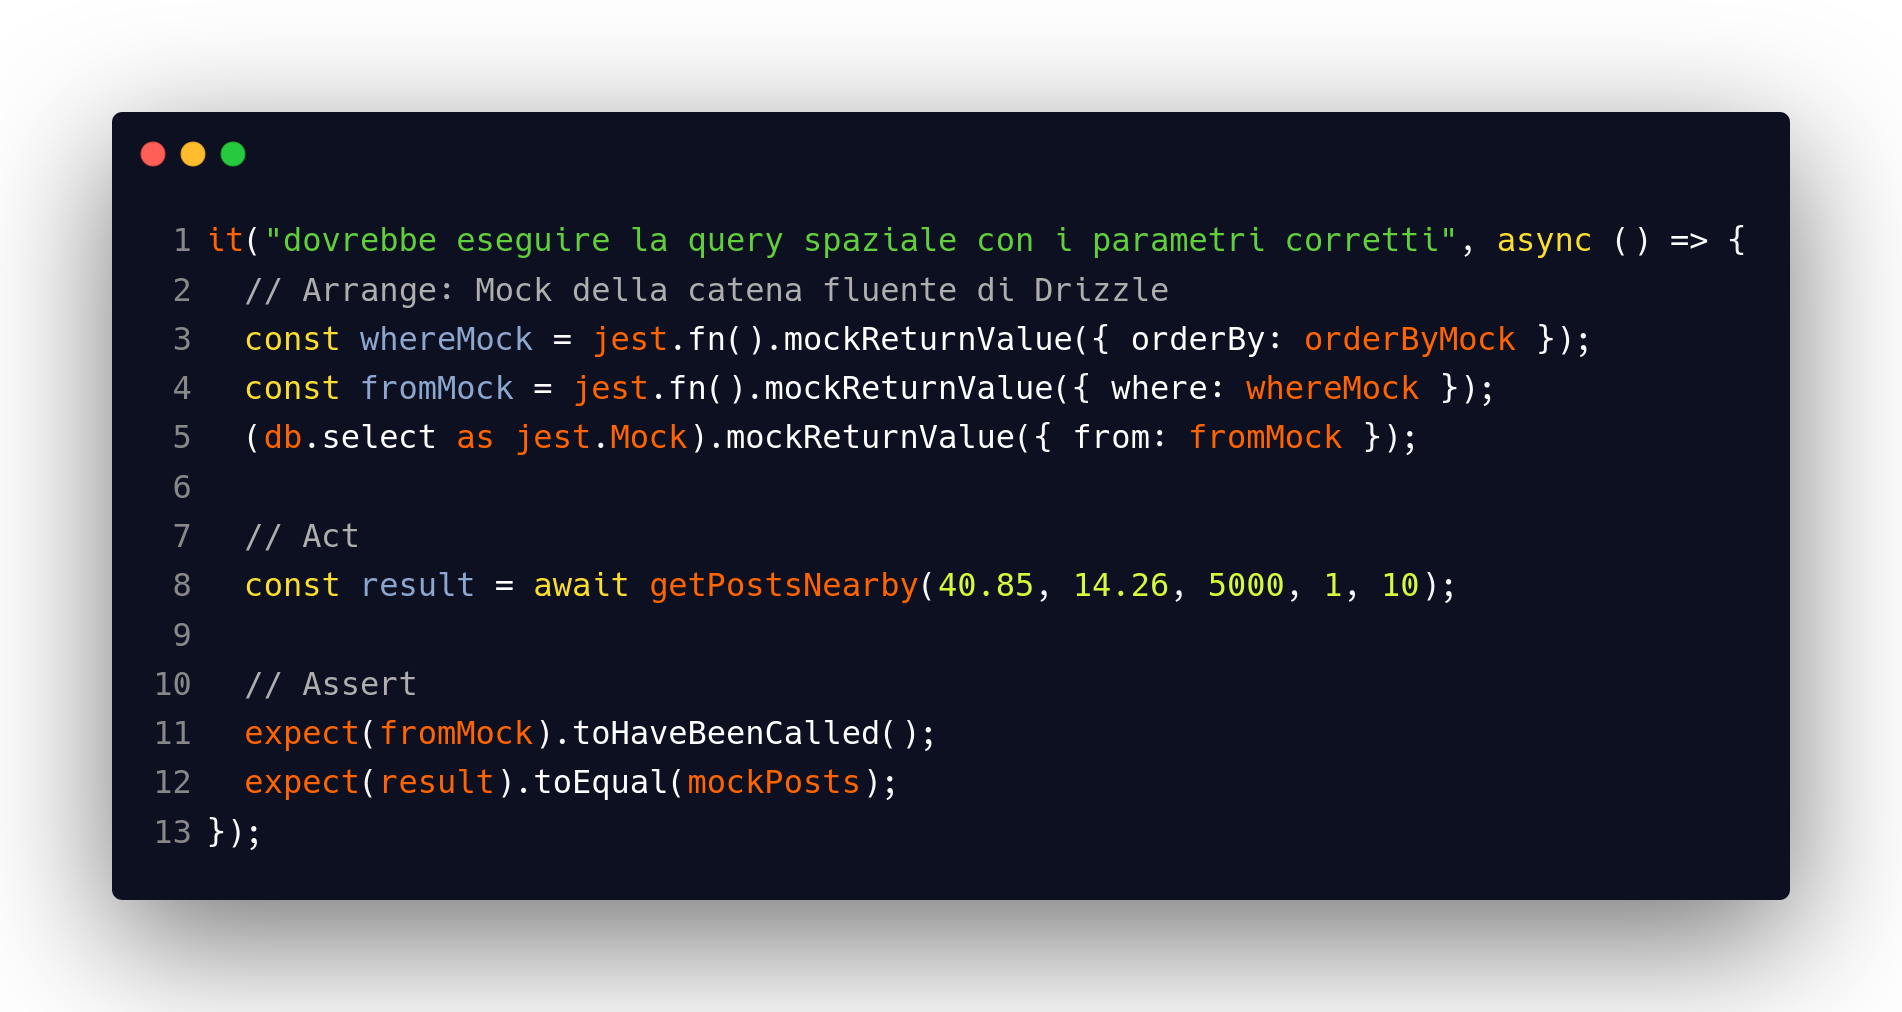 1 it("dovrebbe eseguire la query spaziale con i parametri corretti", async () => {
2   // Arrange: Mock della catena fluente di Drizzle
3   const whereMock = jest.fn().mockReturnValue({ orderBy: orderByMock });
4   const fromMock = jest.fn().mockReturnValue({ where: whereMock });
5   (db.select as jest.Mock).mockReturnValue({ from: fromMock });
6
7   // Act
8   const result = await getPostsNearby(40.85, 14.26, 5000, 1, 10);
9
10   // Assert
11   expect(fromMock).toHaveBeenCalled();
12   expect(result).toEqual(mockPosts);
13 });